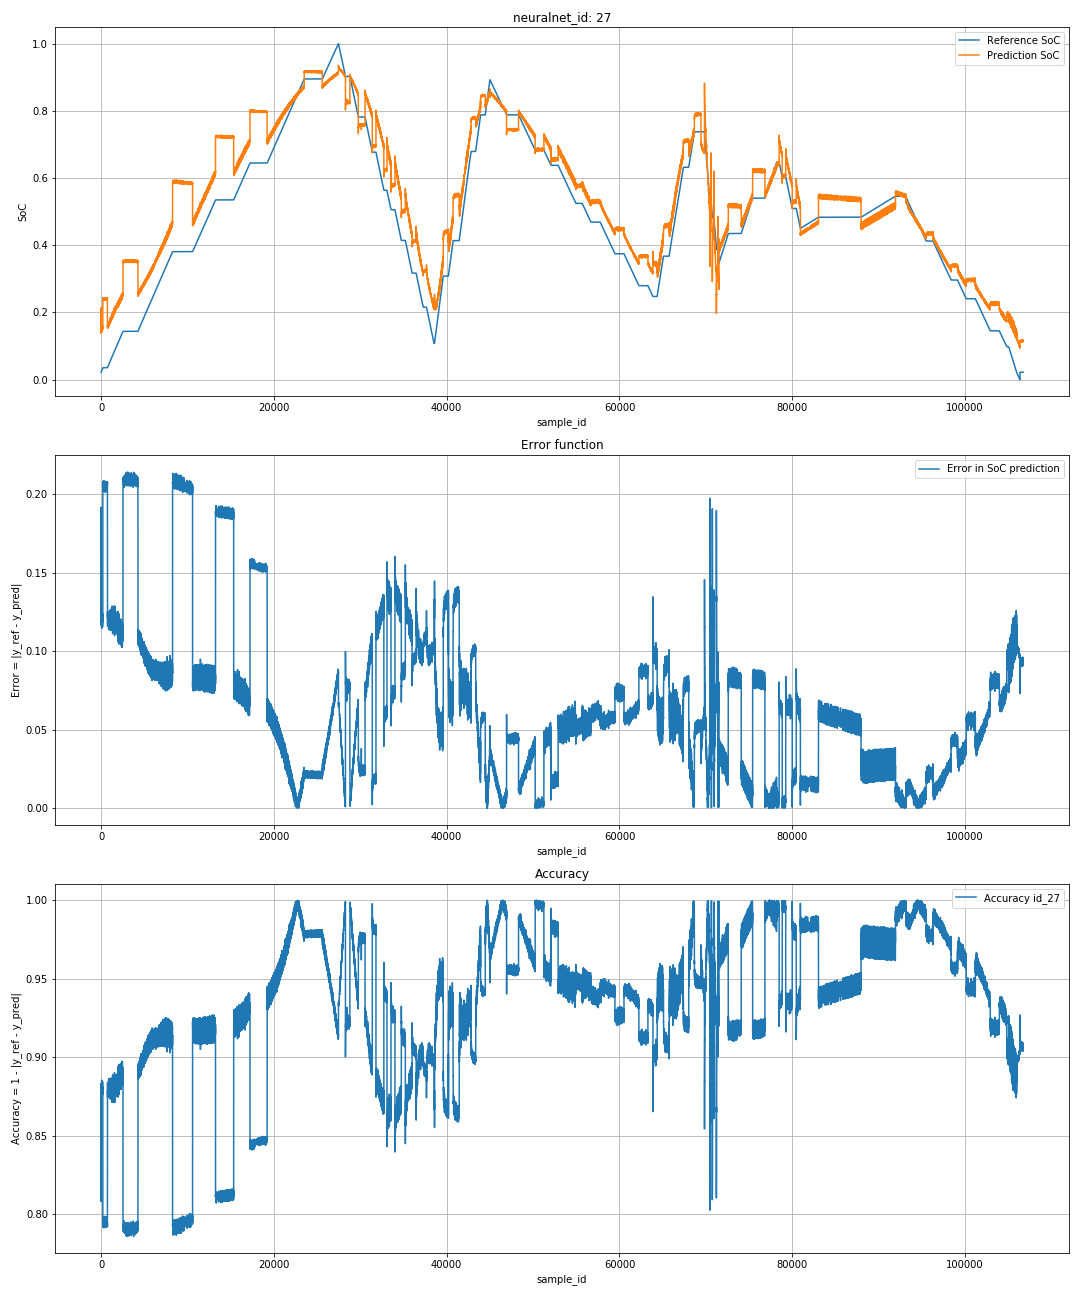 neuralnet_id: 27
Reference SoC
Prediction SoC
1.0
0.8
0.6
0.4
0.2
0.0
SoC
0
20000
40000
60000
80000
100000
sample_id
Error function
Error in SoC prediction
0.20
0.15
0.10
0.05
0.00
Error = |y_ref - y_pred|
0
20000
40000
60000
80000
100000
sample_id
Accuracy
Accuracy id_27
1.00
0.95
0.90
0.85
0.80
Accuracy = 1 - |y_ref - y_pred|
0
20000
40000
60000
80000
100000
sample_id